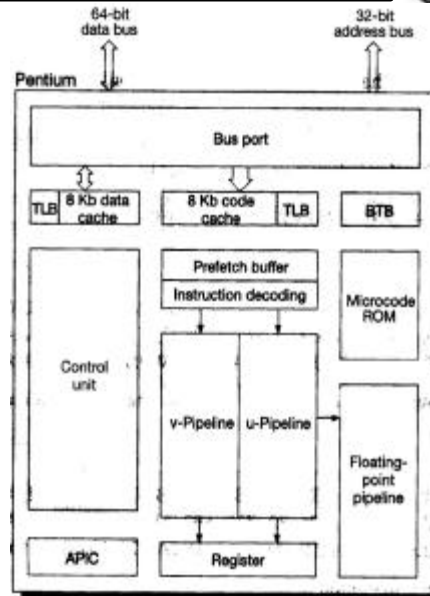 64-bit
data bus
32-bit
address bus
Pentium
Bus port
TLB
8 Kb data
cache
8 Kb code
cache
TLB
BTB
Prefetch buffer
Instruction decoding
Microcode
ROM
Control
unit
v-Pipeline
u-Pipeline
Floating-
point
pipeline
APIC
Register